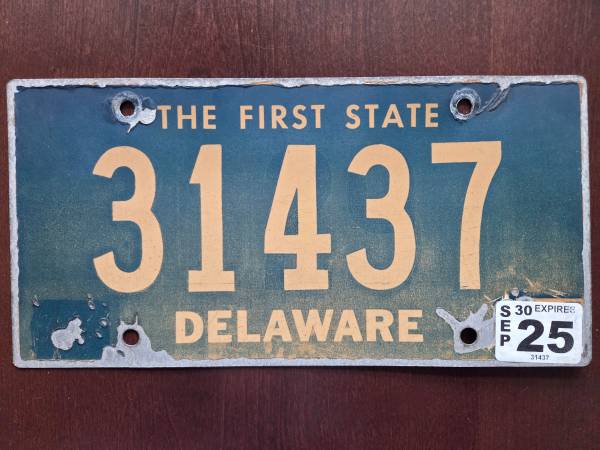 THE FIRST STATE
31437
DELAWARE
SEP 30 EXPIRES
25
31437